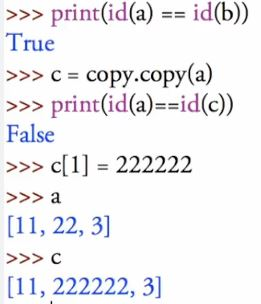 >>> print(id(a) == id(b))
True
>>> c = copy.copy(a)
>>> print(id(a)==id(c))
False
>>> c[1] = 222222
>>> a
[11, 22, 3]
>>> c
[11, 222222, 3]